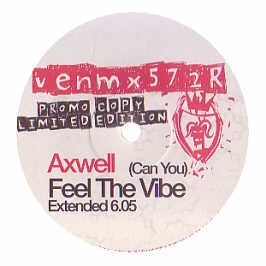 venmx572R
PROMO COPY
LIMITED EDITION
Axwell (Can You)
Feel The Vibe
Extended 6.05